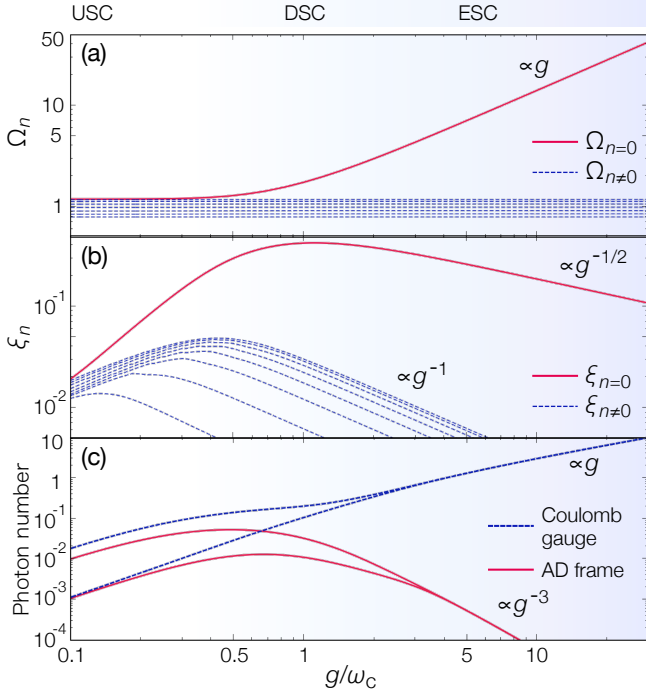 USC DSC ESC
(a)
50
10
5
1
Ωn
∝g
Ωn=0
Ωn≠0
(b)
10-1
10-2
ξn
∝g-1/2
∝g-1
ξn=0
ξn≠0
(c)
10
1
10-1
10-2
10-3
10-4
Photon number
∝g
Coulomb
gauge
AD frame
∝g-3
0.1 0.5 1 5 10
g/ωC